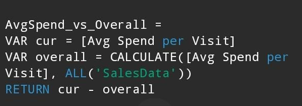 AvgSpend_vs_Overall =
VAR cur = [Avg Spend per Visit]
VAR overall = CALCULATE([Avg Spend per
Visit], ALL('SalesData'))
RETURN cur - overall